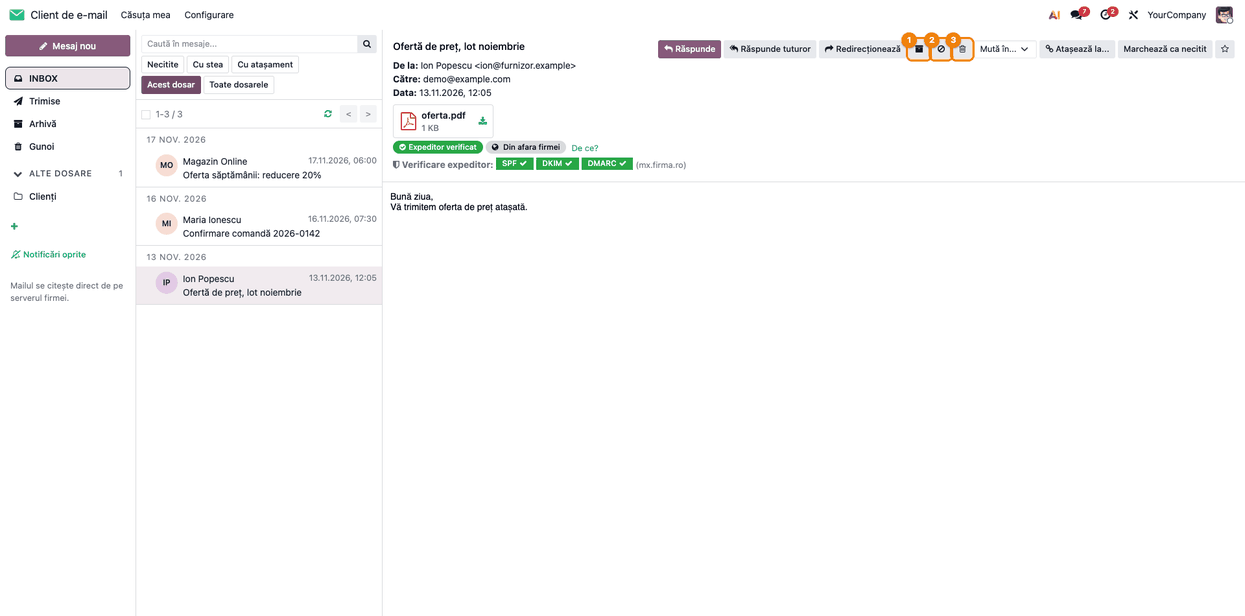 Client de e-mail Căsuța mea Configurare
AI 7 2 YourCompany
Mesaj nou
INBOX
Trimise
Arhivă
Gunoi
ALTE DOSARE 1
Clienți
+
Notificări oprite
Mailul se citește direct de pe
serverul firmei.
Caută în mesaje...
Necitite Cu stea Cu atașament
Acest dosar Toate dosarele
1-3 / 3 < >
17 NOV. 2026
MO Magazin Online 17.11.2026, 06:00
Oferta săptămânii: reducere 20%
16 NOV. 2026
MI Maria Ionescu 16.11.2026, 07:30
Confirmare comandă 2026-0142
13 NOV. 2026
IP Ion Popescu 13.11.2026, 12:05
Ofertă de preț, lot noiembrie
Ofertă de preț, lot noiembrie
Răspunde Răspunde tuturor Redirecționează 1 2 3 Mută în... Atașează la... Marchează ca necitit
De la: Ion Popescu <ion@furnizor.example>
Către: demo@example.com
Data: 13.11.2026, 12:05
oferta.pdf
1 KB
Expeditor verificat Din afara firmei De ce?
Verificare expeditor: SPF ✓ DKIM ✓ DMARC ✓ (mx.firma.ro)
Bună ziua,
Vă trimitem oferta de preț atașată.